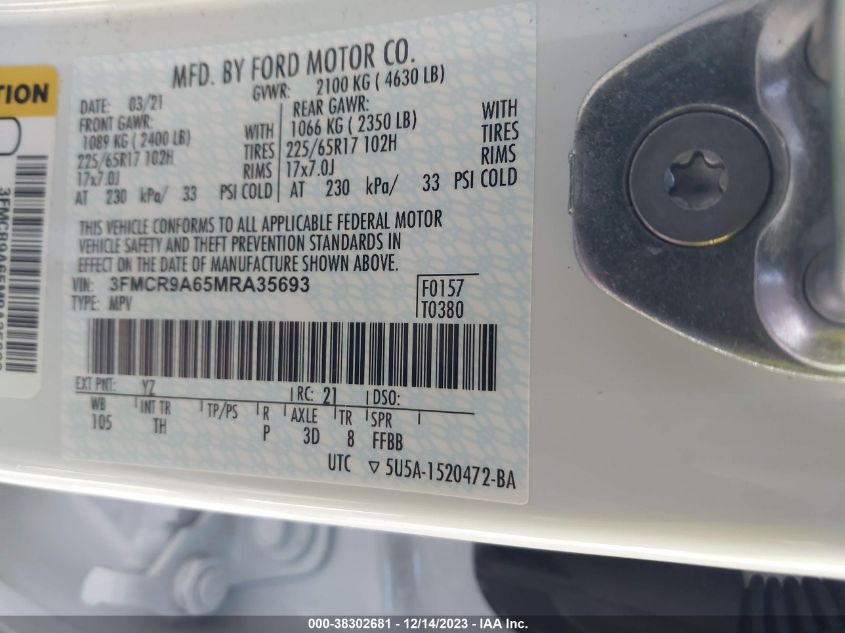 TION
3FMCR9A65MRA35693
MFD. BY FORD MOTOR CO.
DATE: 03/21 GVWR: 2100 KG ( 4630 LB)
FRONT GAWR: REAR GAWR:
1089 KG ( 2400 LB) WITH 1066 KG ( 2350 LB) WITH
225/65R17 102H TIRES 225/65R17 102H TIRES
17x7.0J RIMS 17x7.0J RIMS
AT 230 kPa/ 33 PSI COLD AT 230 kPa/ 33 PSI COLD
THIS VEHICLE CONFORMS TO ALL APPLICABLE FEDERAL MOTOR
VEHICLE SAFETY AND THEFT PREVENTION STANDARDS IN
EFFECT ON THE DATE OF MANUFACTURE SHOWN ABOVE.
VIN: 3FMCR9A65MRA35693 F0157
TYPE: MPV T0380
EXT PNT: YZ RC: 21 DSO:
WB INT TR TP/PS R AXLE TR SPR
105 TH P 3D 8 FFBB
UTC ▽ 5U5A-1520472-BA
000-38302681 - 12/14/2023 - IAA Inc.